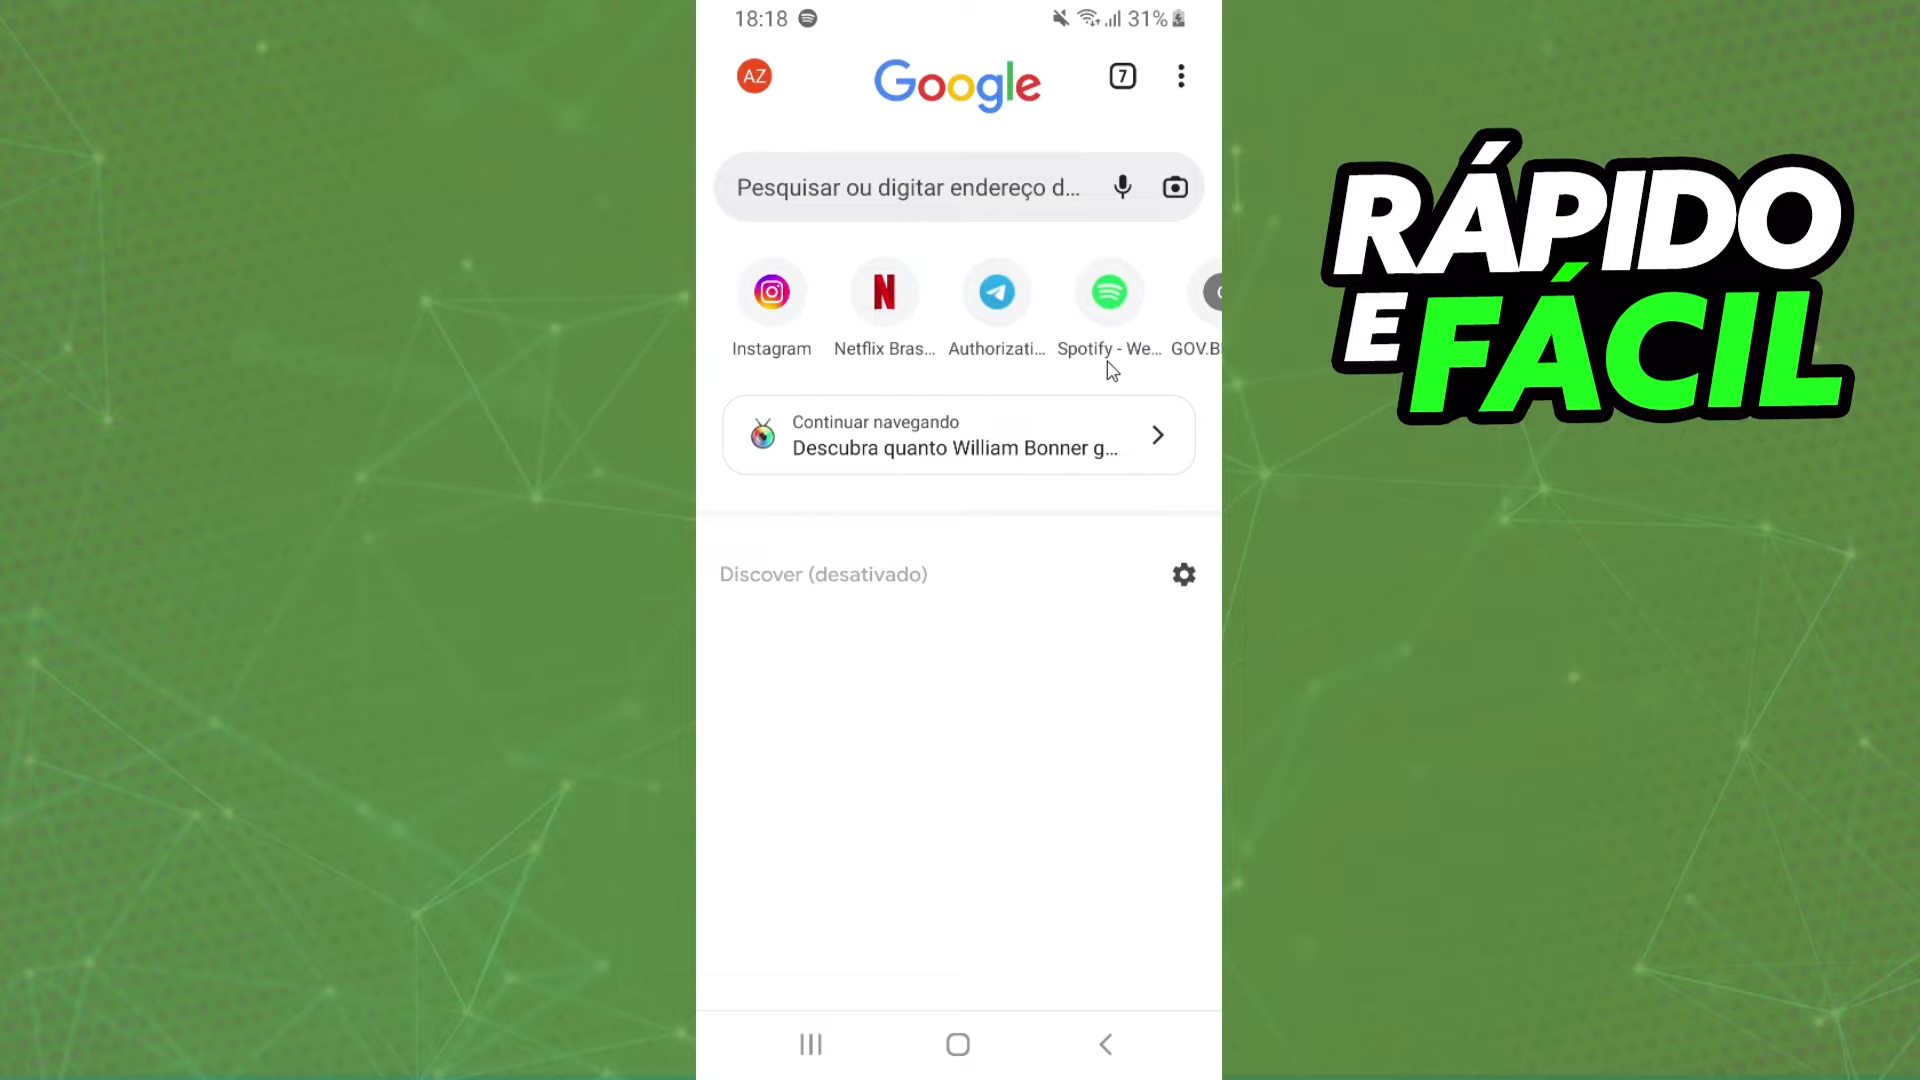 18:18
31%
AZ
Google
7
Pesquisar ou digitar endereço d...
Instagram
Netflix Bras...
Authorizati...
Spotify - We...
GOV.B
Continuar navegando
Descubra quanto William Bonner g...
Discover (desativado)
RÁPIDO
E FÁCIL